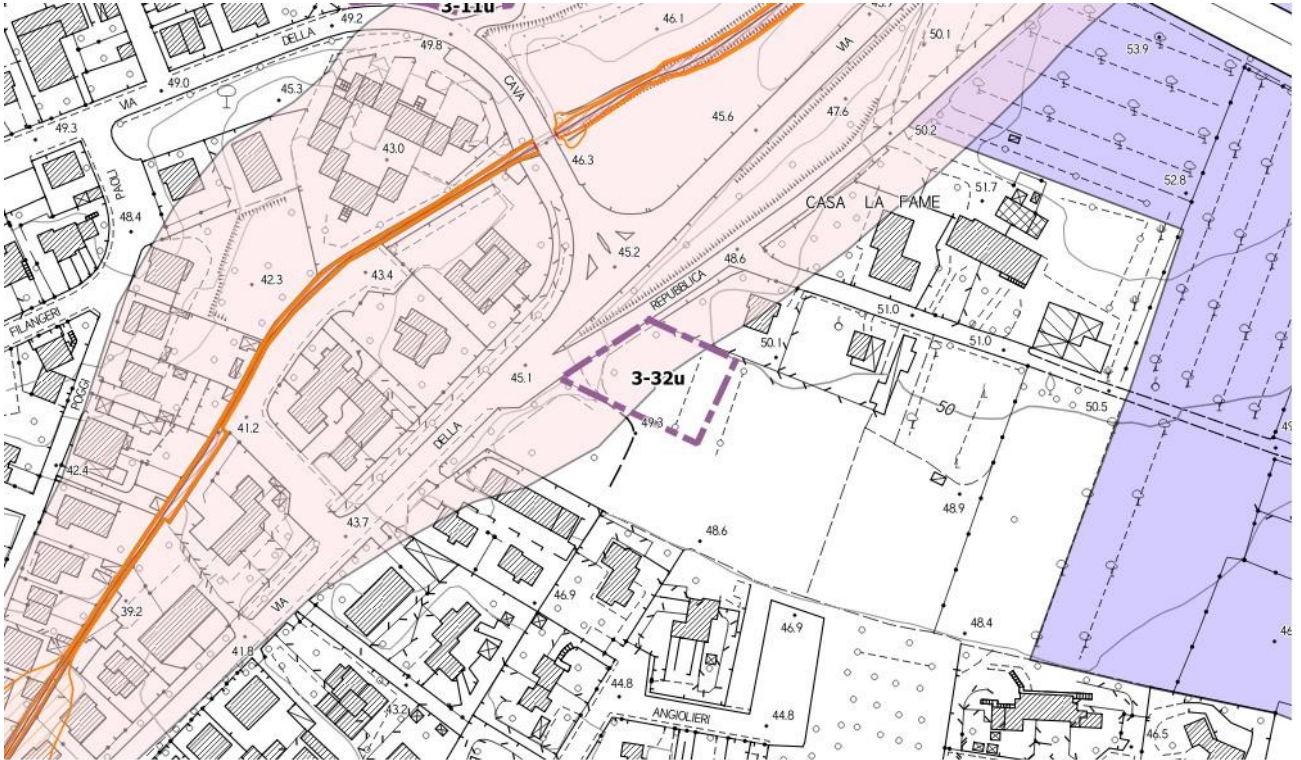 3-11u
49.2
DELLA
49.8
46.1
50.1
53.9
VIA
CAVA
49.0
VIA
45.3
45.6
47.6
50.2
49.3
43.0
46.3
51.7
52.8
PAOLI
48.4
CASA LA FAME
45.2
48.6
42.3
43.4
REPUBBLICA
51.0
51.0
FILANGERI
50.1
45.1
3-32u
POGGI
50
50.5
49.3
41.2
DELLA
42.4
48.9
43.7
48.6
39.2
46.9
VIA
46.9
48.4
41.8
44.8
43.2
ANGIOLIERI
44.8
46.5